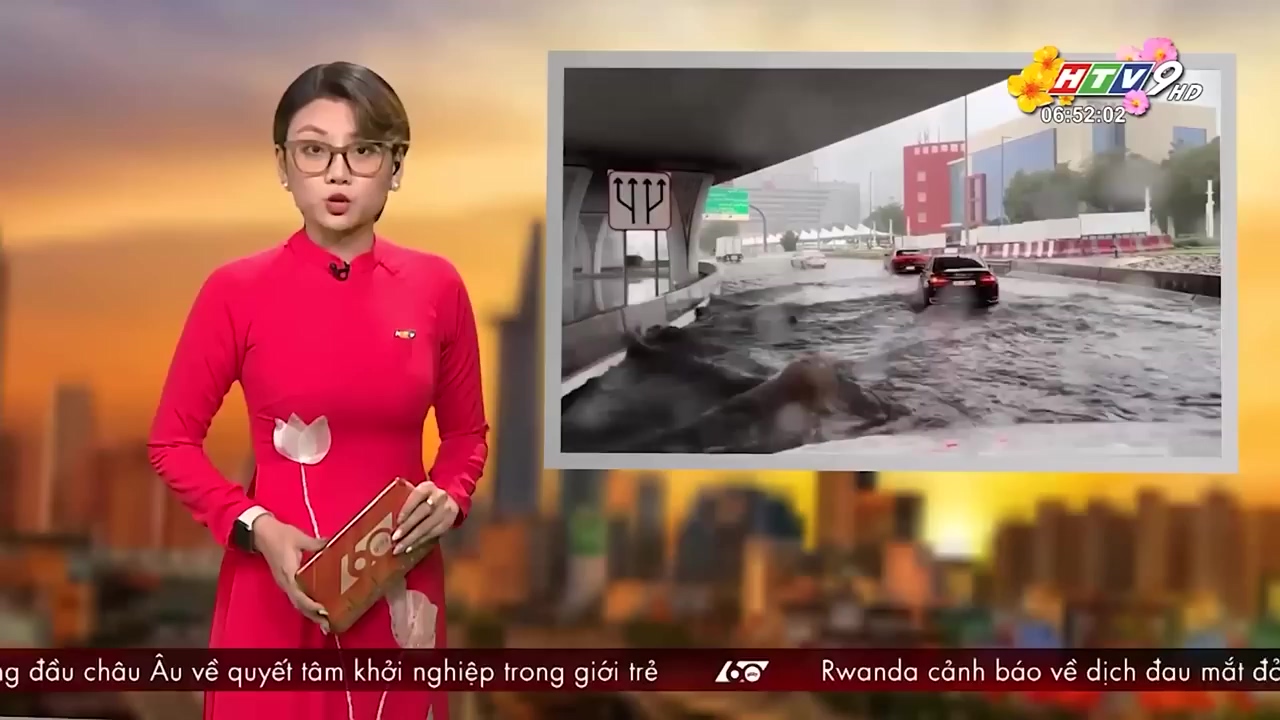 HTV9 HD
06:52:02
đầu châu Âu về quyết tâm khởi nghiệp trong giới trẻ
60
Rwanda cảnh báo về dịch đau mắt